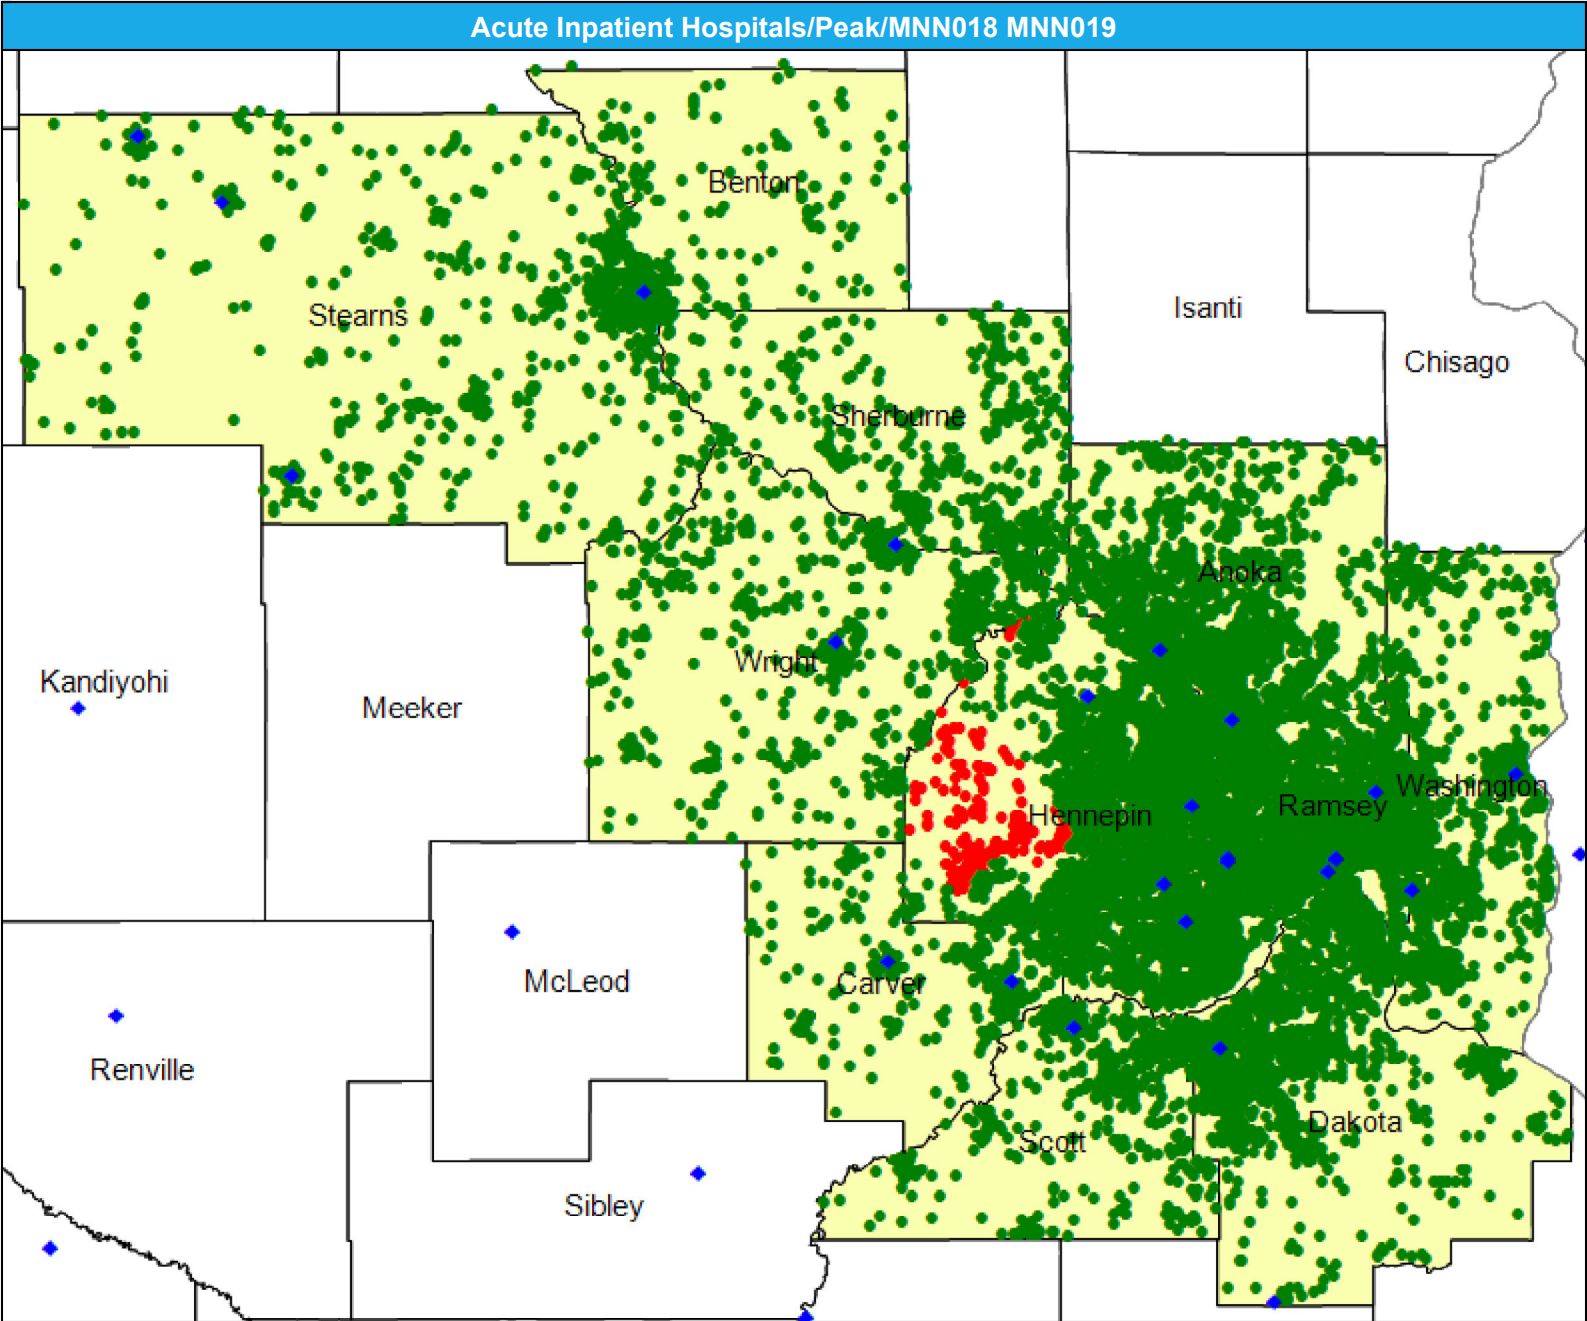 Acute Inpatient Hospitals/Peak/MNN018 MNN019
Benton
Stearns
Isanti
Chisago
Sherburne
Anoka
Wright
Kandiyohi
Meeker
Washington
Ramsey
Hennepin
McLeod
Carver
Renville
Dakota
Scott
Sibley